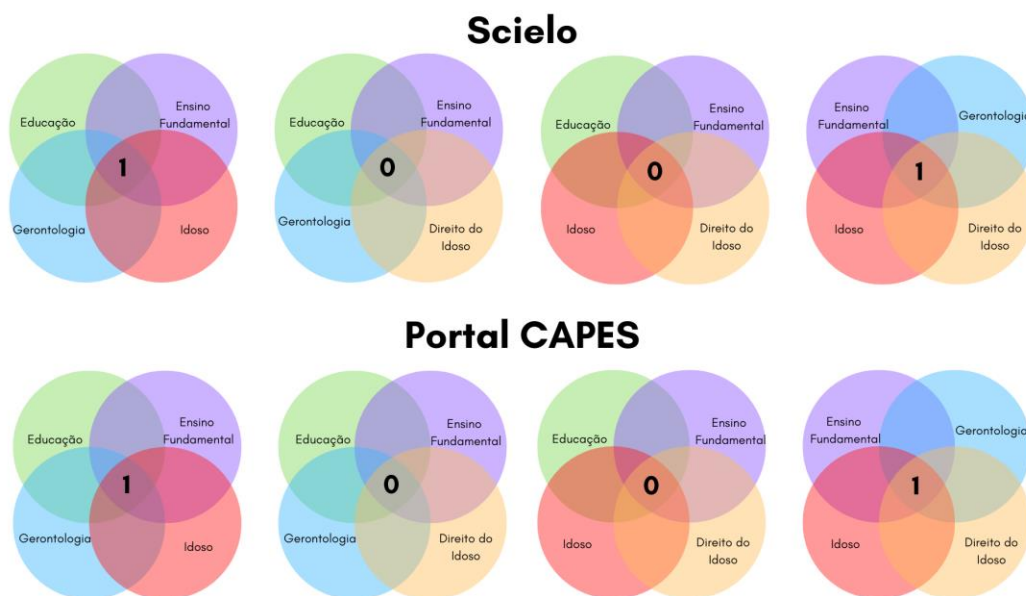 Scielo
Educação
Ensino
Fundamental
1
Gerontologia
Idoso
Educação
Ensino
Fundamental
0
Gerontologia
Direito do
Idoso
Educação
Ensino
Fundamental
0
Idoso
Direito do
Idoso
Ensino
Fundamental
Gerontologia
1
Idoso
Direito do
Idoso
Portal CAPES
Educação
Ensino
Fundamental
1
Gerontologia
Idoso
Educação
Ensino
Fundamental
0
Gerontologia
Direito do
Idoso
Educação
Ensino
Fundamental
0
Idoso
Direito do
Idoso
Ensino
Fundamental
Gerontologia
1
Idoso
Direito do
Idoso